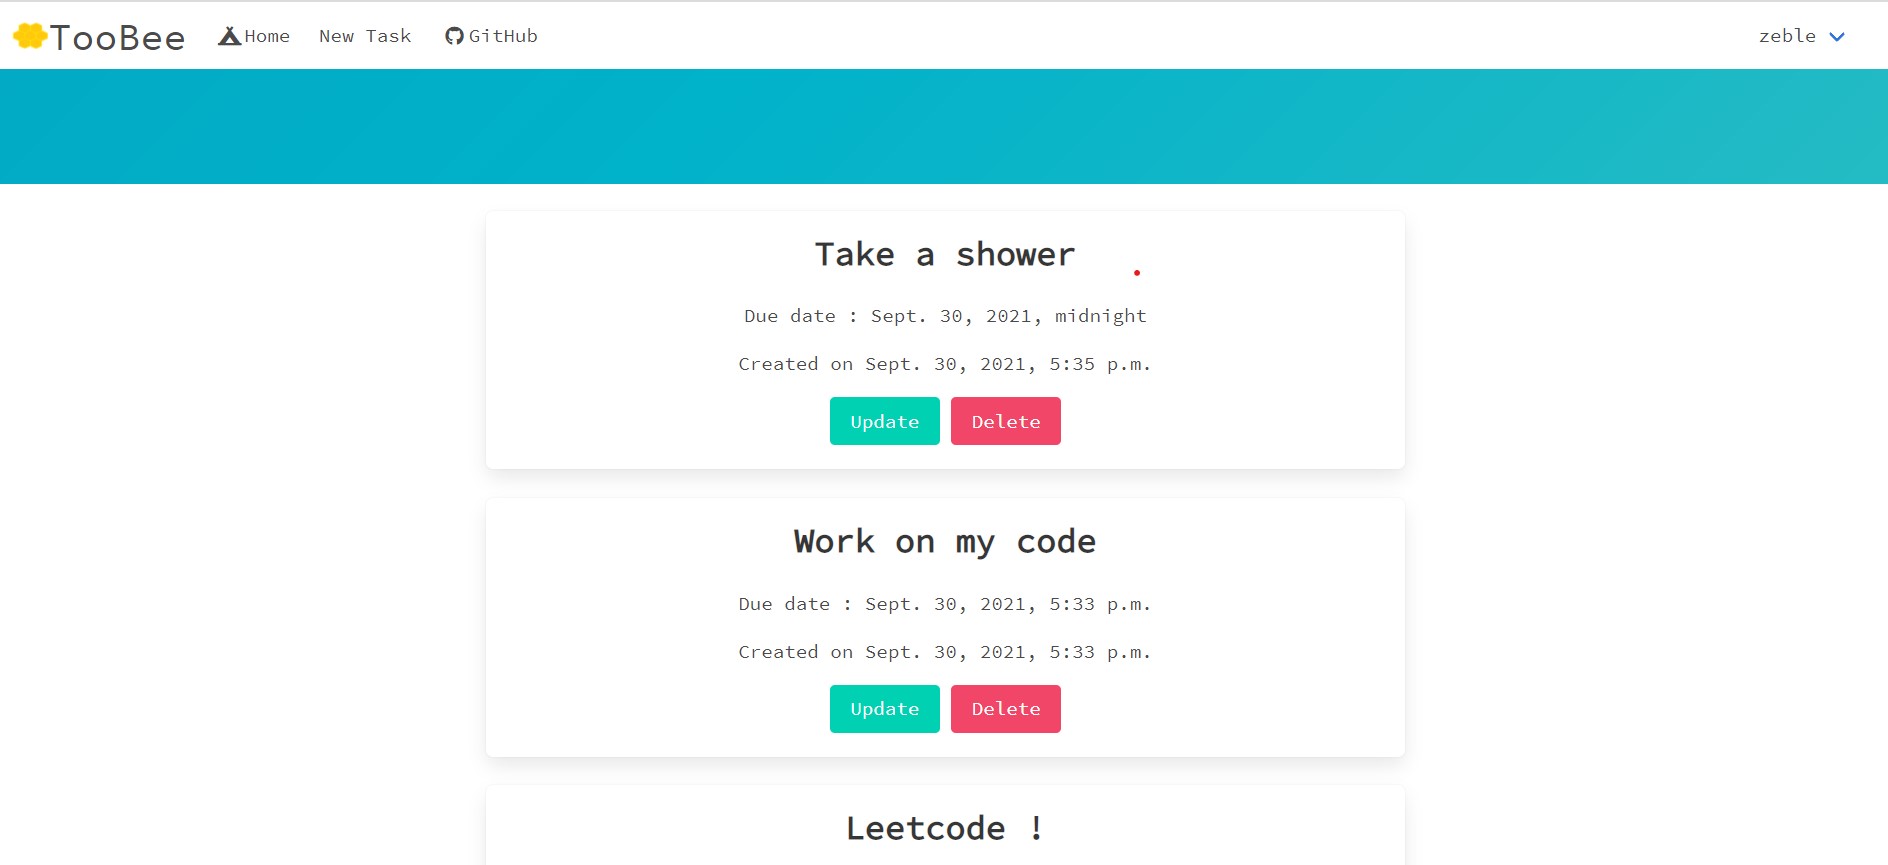 TooBee Home New Task GitHub zeble
Take a shower
Due date : Sept. 30, 2021, midnight
Created on Sept. 30, 2021, 5:35 p.m.
Update Delete
Work on my code
Due date : Sept. 30, 2021, 5:33 p.m.
Created on Sept. 30, 2021, 5:33 p.m.
Update Delete
Leetcode !